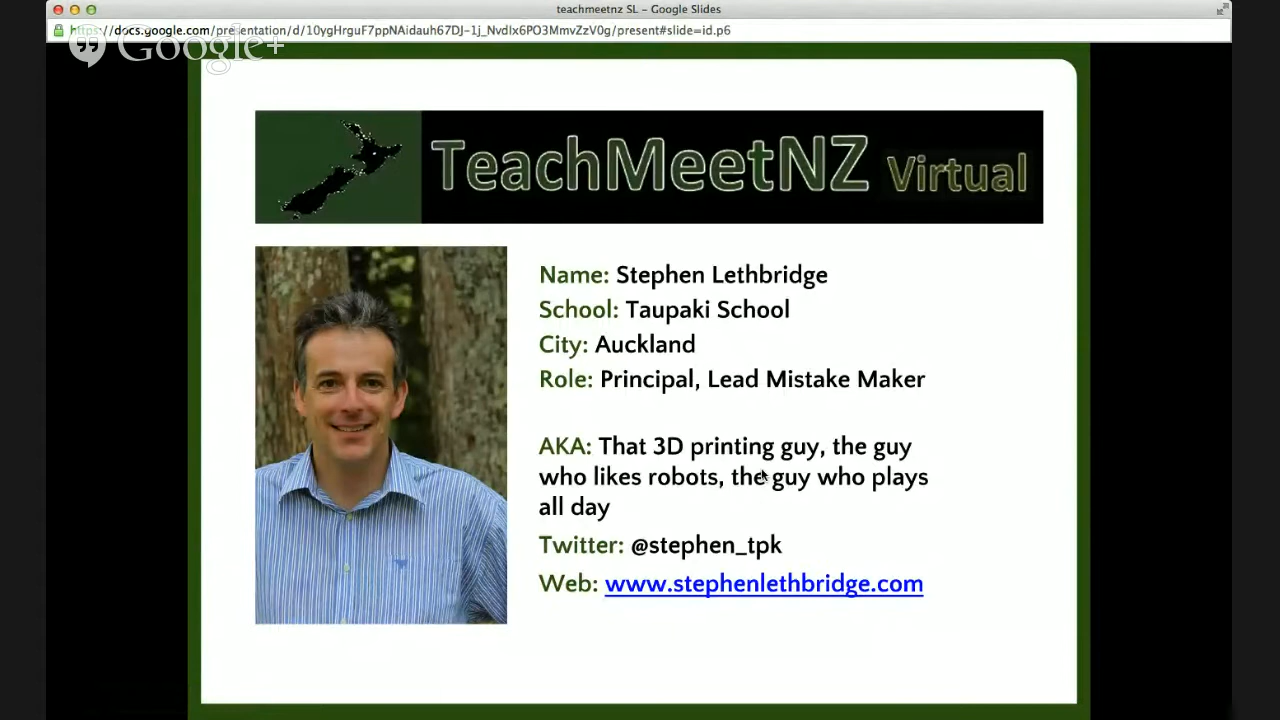 teachmeetnz SL – Google Slides
https://docs.google.com/presentation/d/10ygHrguF7ppNAidauh67DJ-1j_NvdIx6PO3MmvZzV0g/present#slide=id.p6
Google+
TeachMeetNZ Virtual
Name: Stephen Lethbridge
School: Taupaki School
City: Auckland
Role: Principal, Lead Mistake Maker
AKA: That 3D printing guy, the guy
who likes robots, the guy who plays
all day
Twitter: @stephen_tpk
Web: www.stephenlethbridge.com